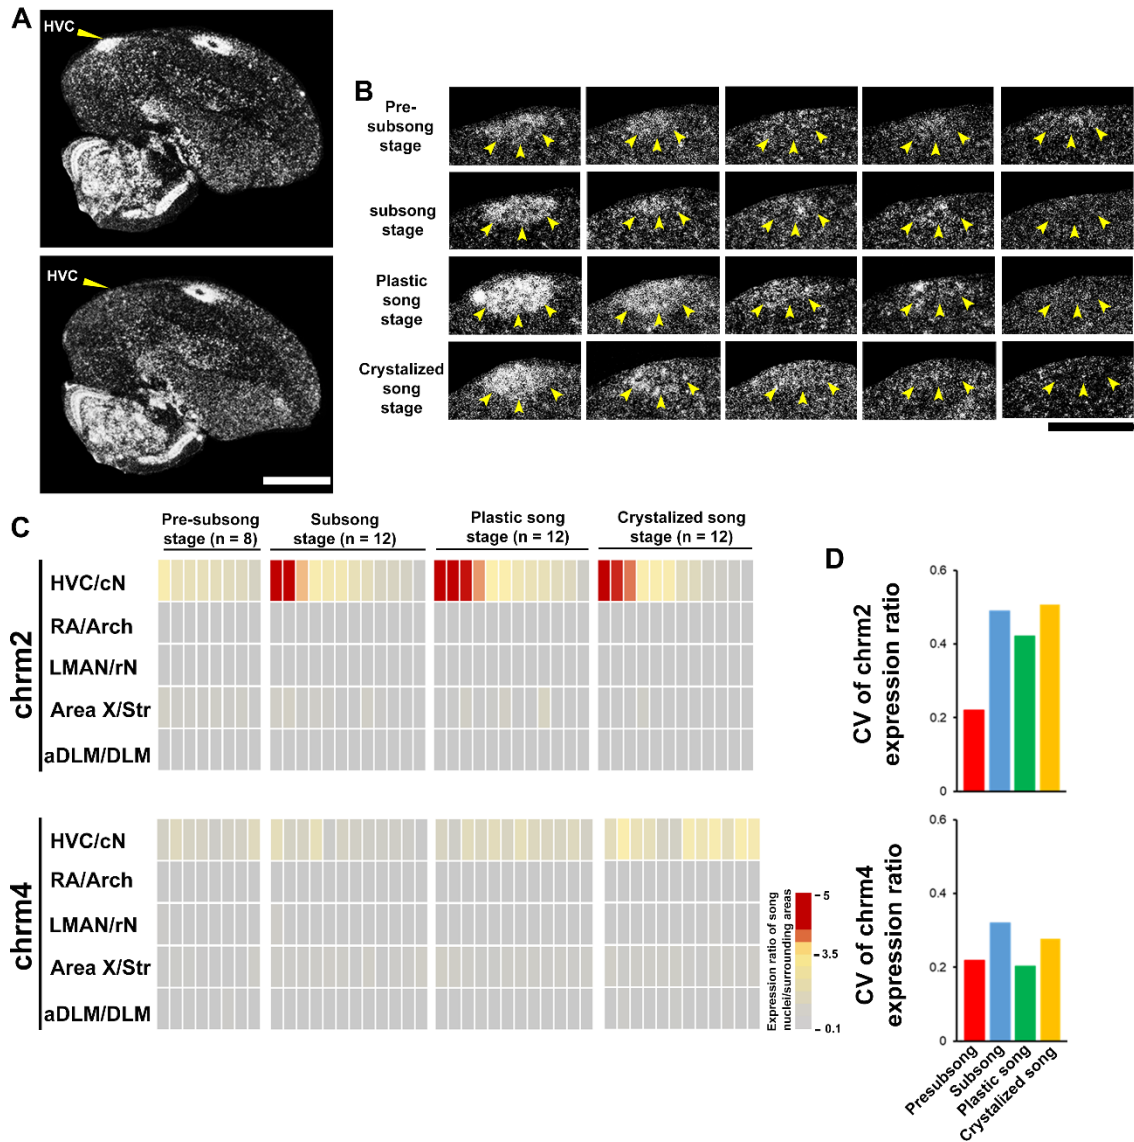 A
HVC
HVC
B
Pre-
subsong
stage
subsong
stage
Plastic
song
stage
Crystalized
song
stage
C
Pre-subsong
stage (n = 8)
Subsong
stage (n = 12)
Plastic song
stage (n = 12)
Crystalized song
stage (n = 12)
chrm2
HVC/cN
RA/Arch
LMAN/rN
Area X/Str
aDLM/DLM
chrm4
HVC/cN
RA/Arch
LMAN/rN
Area X/Str
aDLM/DLM
Expression ratio of song
nuclei/surrounding areas
5
3.5
0.1
D
CV of chrm2
expression ratio
0.6
0.4
0.2
0
CV of chrm4
expression ratio
0.6
0.4
0.2
0
Presubsong
Subsong
Plastic song
Crystalized song